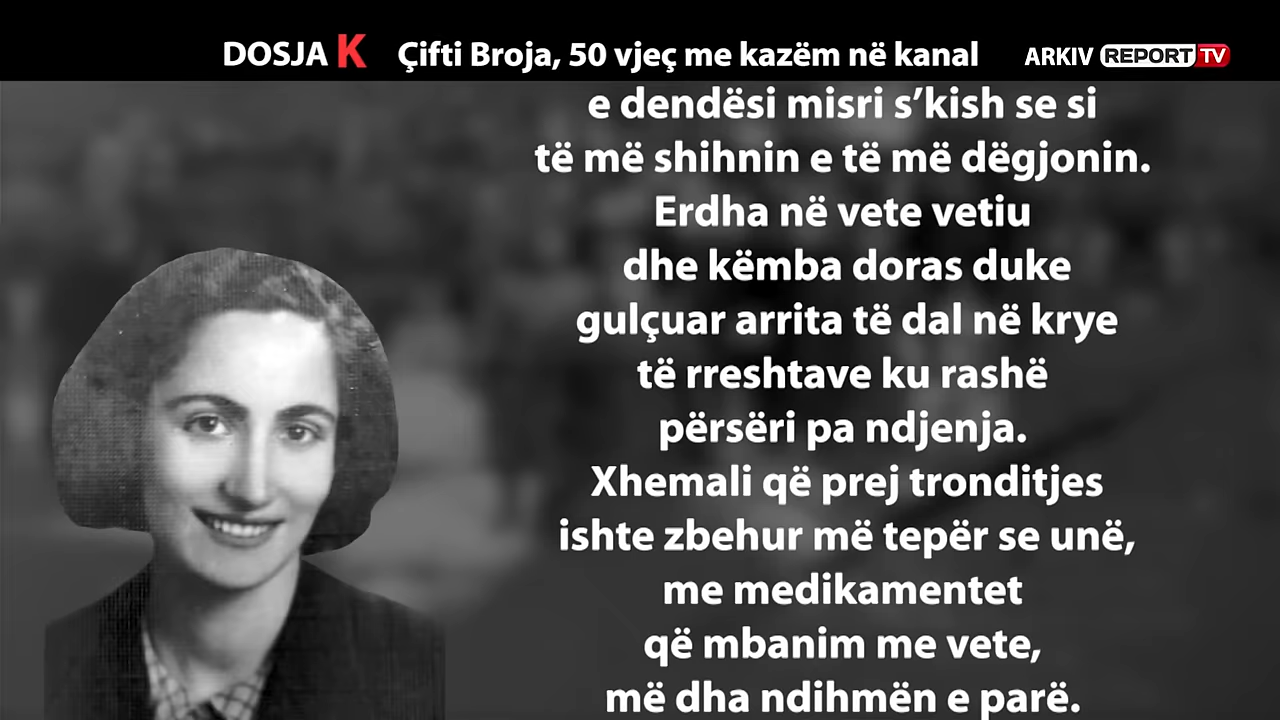 DOSJA K Çifti Broja, 50 vjeç me kazëm në kanal ARKIV REPORT TV
e dendësi misri s’kish se si
të më shihnin e të më dëgjonin.
Erdha në vete vetiu
dhe këmba doras duke
gulçuar arrita të dal në krye
të rreshtave ku rashë
përsëri pa ndjenja.
Xhemali që prej tronditjes
ishte zbehur më tepër se unë,
me medikamentet
që mbanim me vete,
më dha ndihmën e parë.